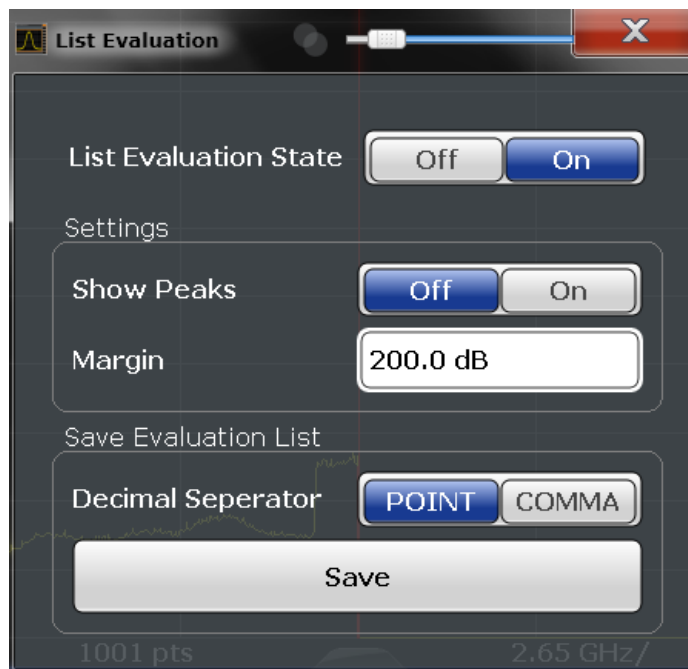 List Evaluation
X
List Evaluation State Off On
Settings
Show Peaks Off On
Margin 200.0 dB
Save Evaluation List
Decimal Seperator POINT COMMA
Save
1001 pts 2.65 GHz/